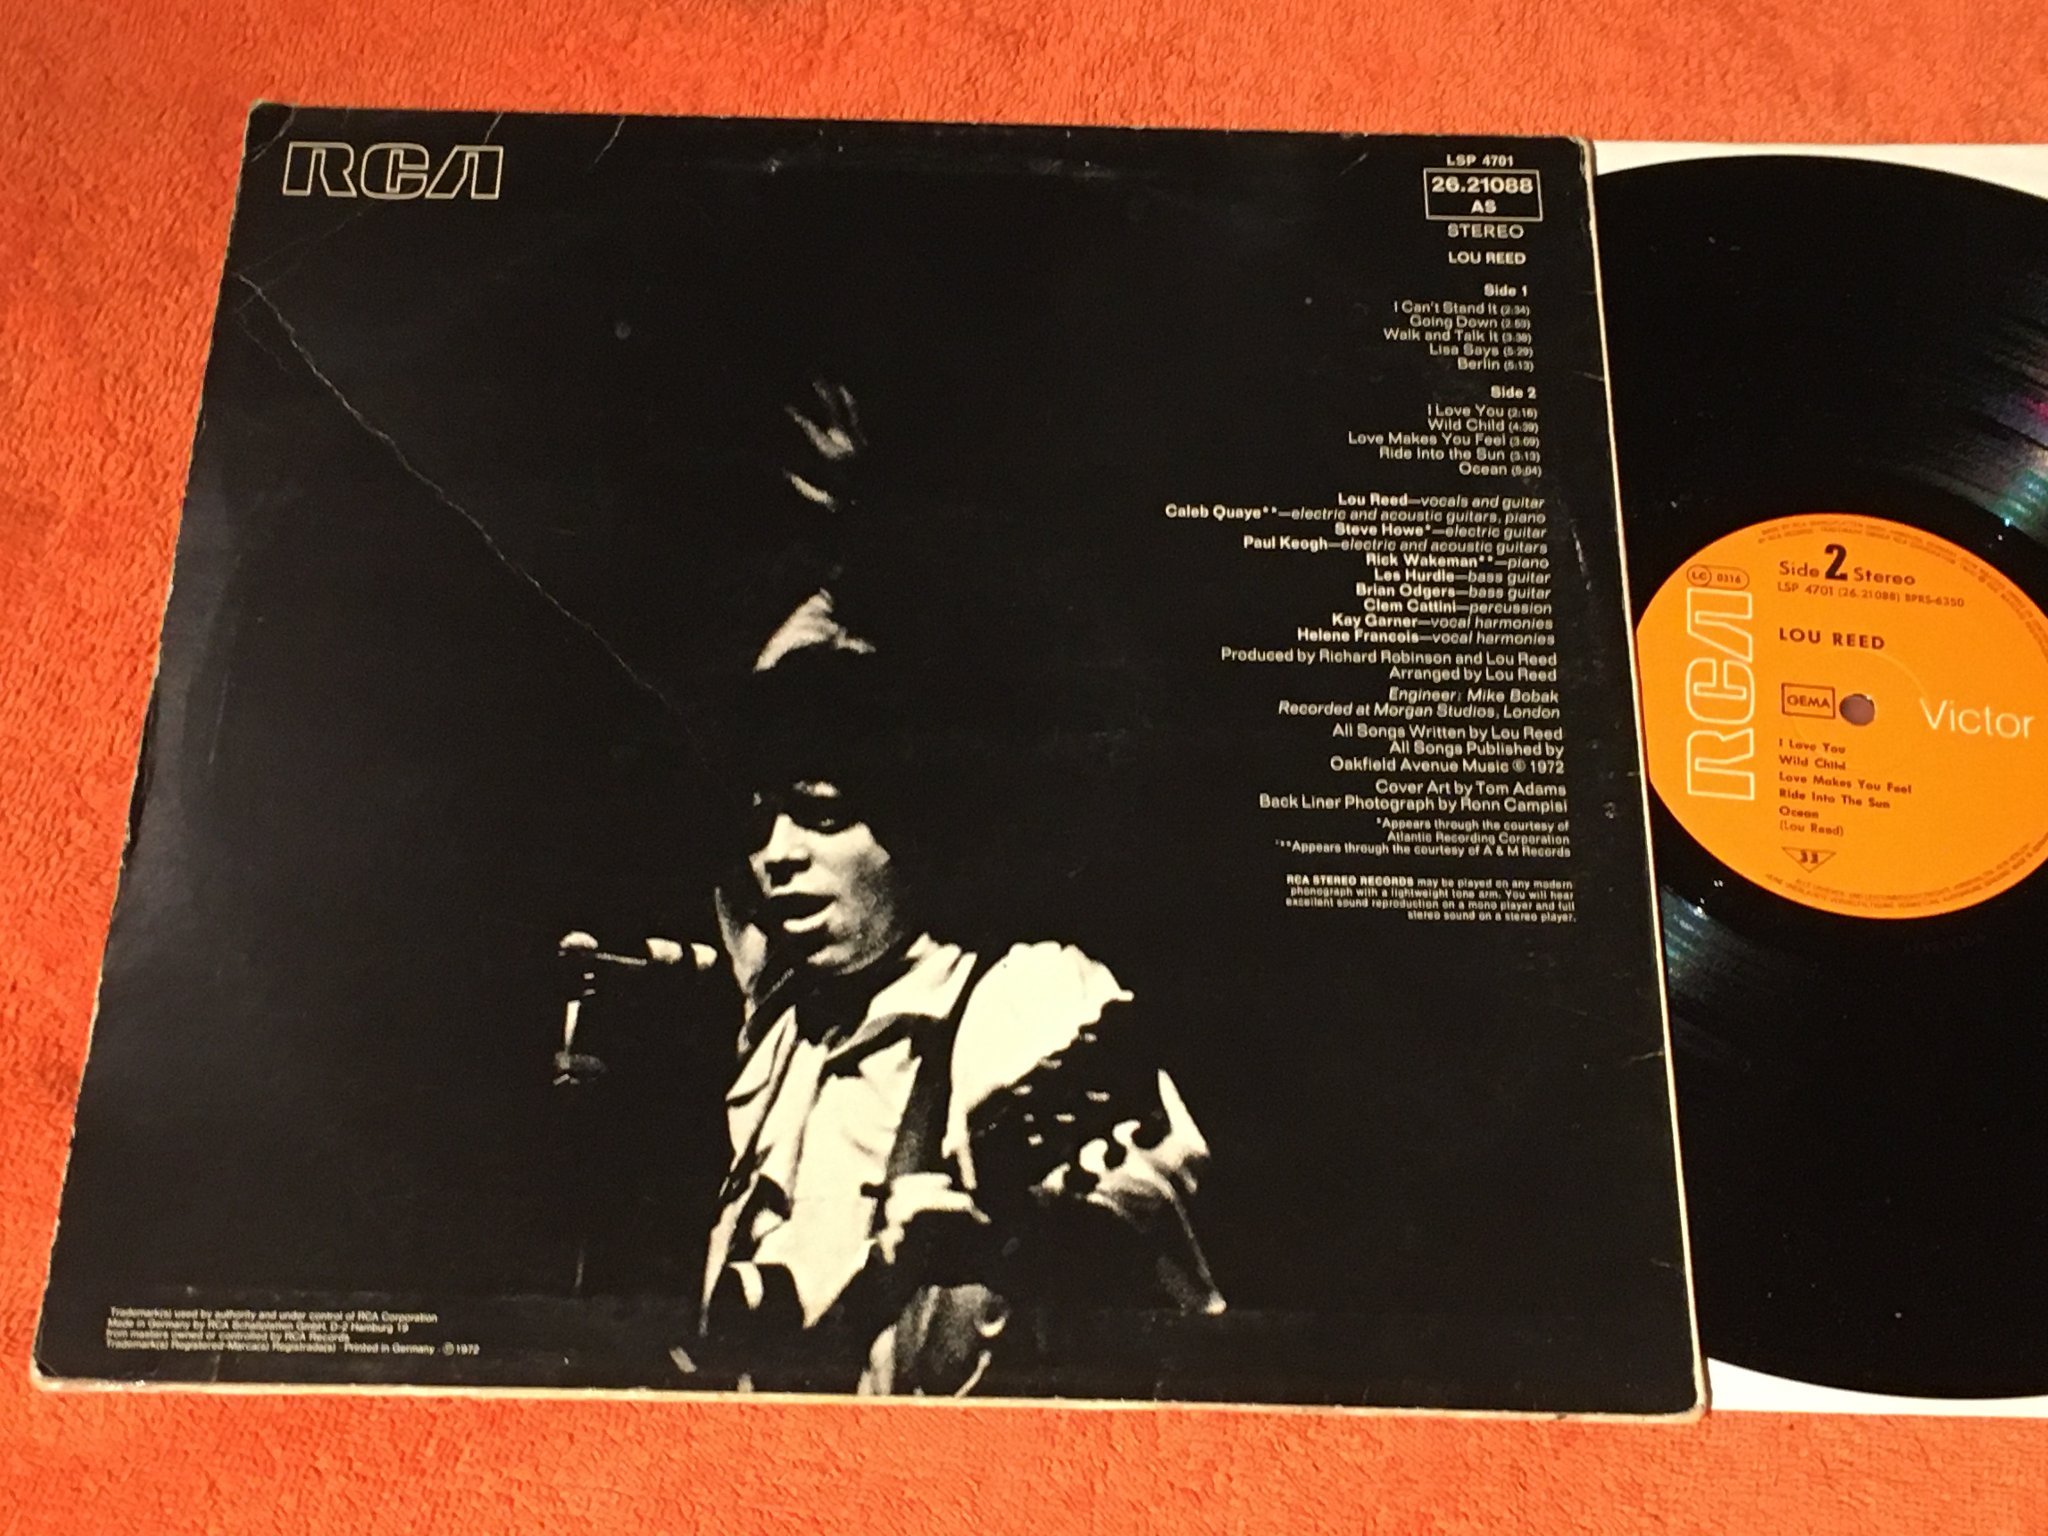 RCA
LSP 4701
26.21088
AS
STEREO
LOU REED
Side 1
I Can't Stand It (2:34)
Going Down (2:53)
Walk and Talk It (3:38)
Lisa Says (5:29)
Berlin (5:13)
Side 2
I Love You (2:16)
Wild Child (4:39)
Love Makes You Feel (3:09)
Ride Into the Sun (3:13)
Ocean (5:04)
Lou Reed—vocals and guitar
Caleb Quaye**—electric and acoustic guitars, piano
Steve Howe*—electric guitar
Paul Keogh—electric and acoustic guitars
Rick Wakeman**—piano
Les Hurdle—bass guitar
Brian Odgers—bass guitar
Clem Cattini—percussion
Kay Garner—vocal harmonies
Helene Francois—vocal harmonies
Produced by Richard Robinson and Lou Reed
Arranged by Lou Reed
Engineer: Mike Bobak
Recorded at Morgan Studios, London
All Songs Written by Lou Reed
All Songs Published by
Oakfield Avenue Music © 1972
Cover Art by Tom Adams
Back Liner Photograph by Ronn Campisi
*Appears through the courtesy of
Atlantic Recording Corporation
**Appears through the courtesy of A & M Records
RCA STEREO RECORDS may be played on any modern
phonograph with a lightweight tone arm. You will hear
excellent sound reproduction on a mono player and full
stereo sound on a stereo player.
Trademark(s) used by authority and under control of RCA Corporation
Made in Germany by RCA Schallplatten GmbH, D-2 Hamburg 19
from masters owned or controlled by RCA Records
Trademark(s) Registered-Marca(s) Registrada(s) · Printed in Germany · ℗ 1972
LC 0316
Side 2 Stereo
LSP 4701 (26.21088) BPRS-6350
LOU REED
RCA
GEMA
Victor
I Love You
Wild Child
Love Makes You Feel
Ride Into The Sun
Ocean
(Lou Reed)
33